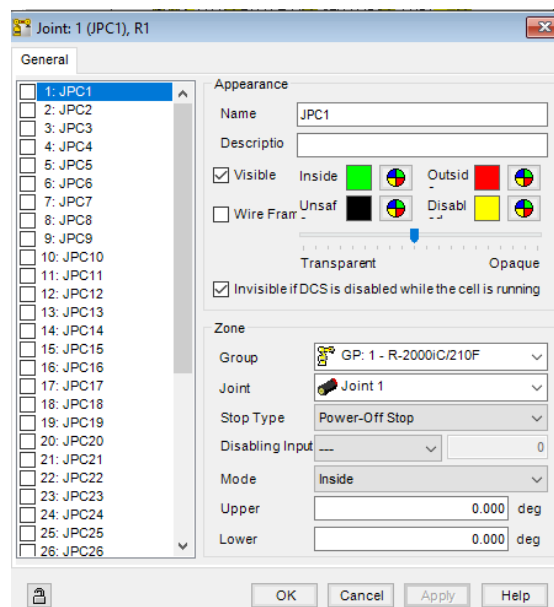 Joint: 1 (JPC1), R1
General
1: JPC1
2: JPC2
3: JPC3
4: JPC4
5: JPC5
6: JPC6
7: JPC7
8: JPC8
9: JPC9
10: JPC10
11: JPC11
12: JPC12
13: JPC13
14: JPC14
15: JPC15
16: JPC16
17: JPC17
18: JPC18
19: JPC19
20: JPC20
21: JPC21
22: JPC22
23: JPC23
24: JPC24
25: JPC25
26: JPC26
Appearance
Name JPC1
Descriptio
Visible Inside Outsid
Wire Fram Unsaf Disabl
Transparent Opaque
Invisible if DCS is disabled while the cell is running
Zone
Group GP: 1 - R-2000iC/210F
Joint Joint 1
Stop Type Power-Off Stop
Disabling Input --- 0
Mode Inside
Upper 0.000 deg
Lower 0.000 deg
OK Cancel Apply Help